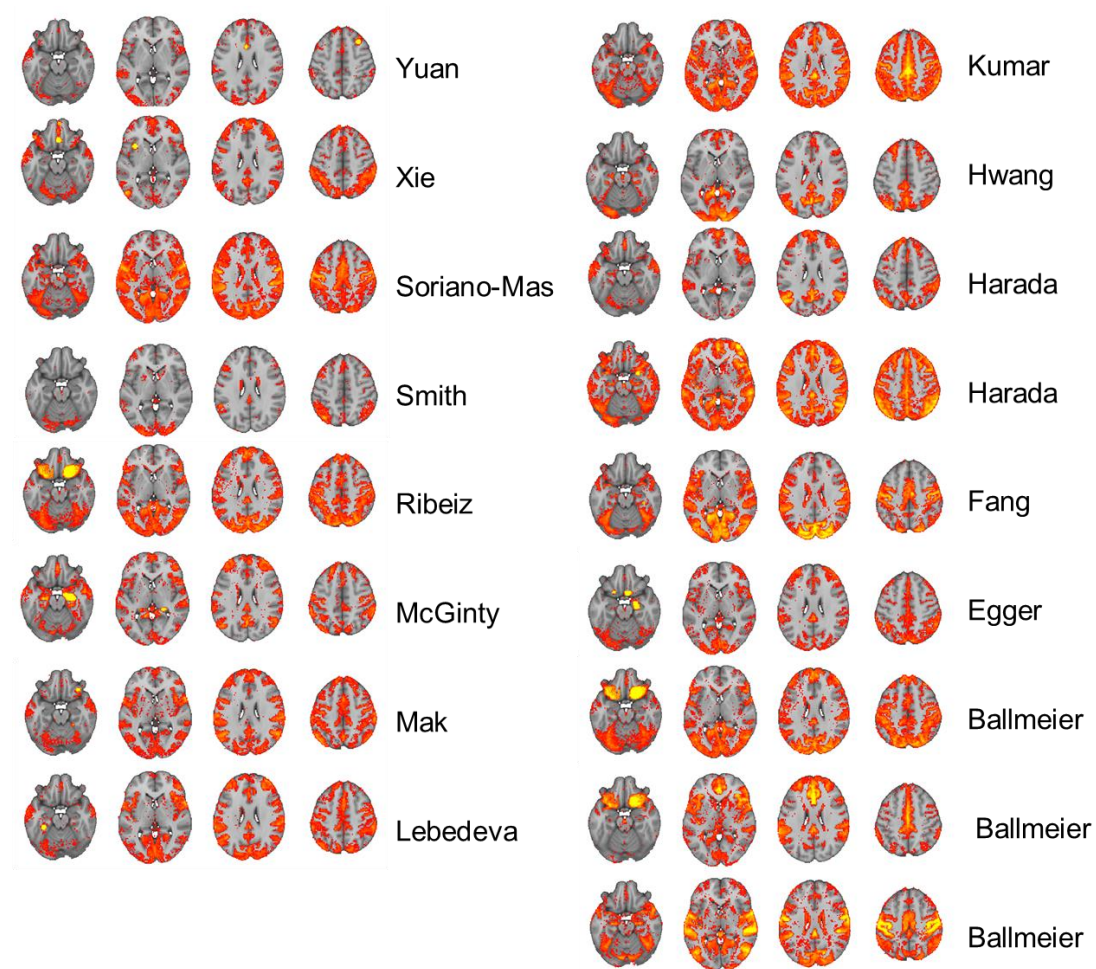 Yuan
Xie
Soriano-Mas
Smith
Ribeiz
McGinty
Mak
Lebedeva
Kumar
Hwang
Harada
Harada
Fang
Egger
Ballmeier
Ballmeier
Ballmeier